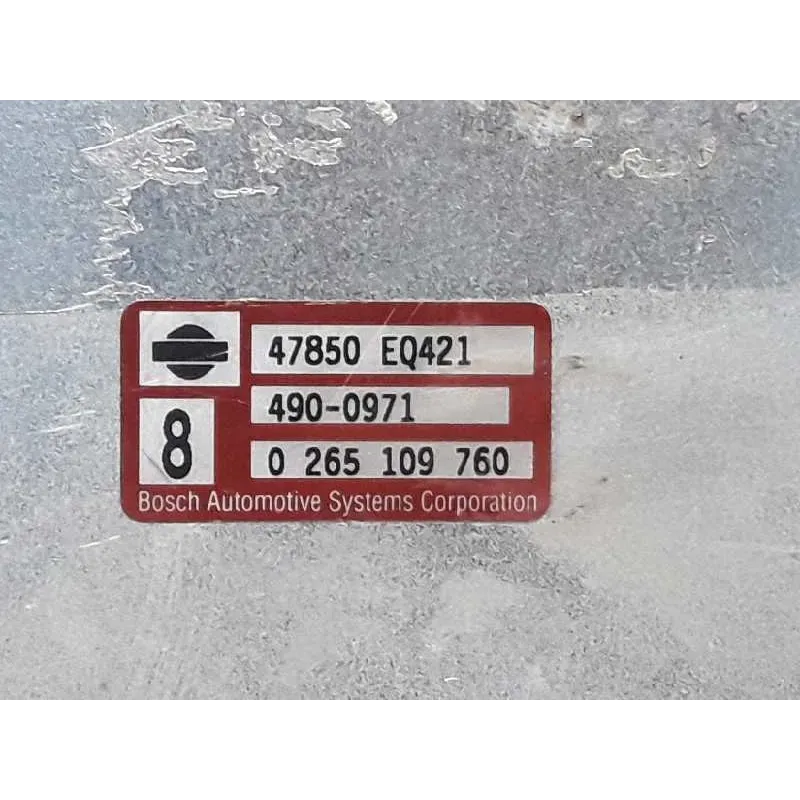 47850 EQ421
490-0971
8
0 265 109 760
Bosch Automotive Systems Corporation